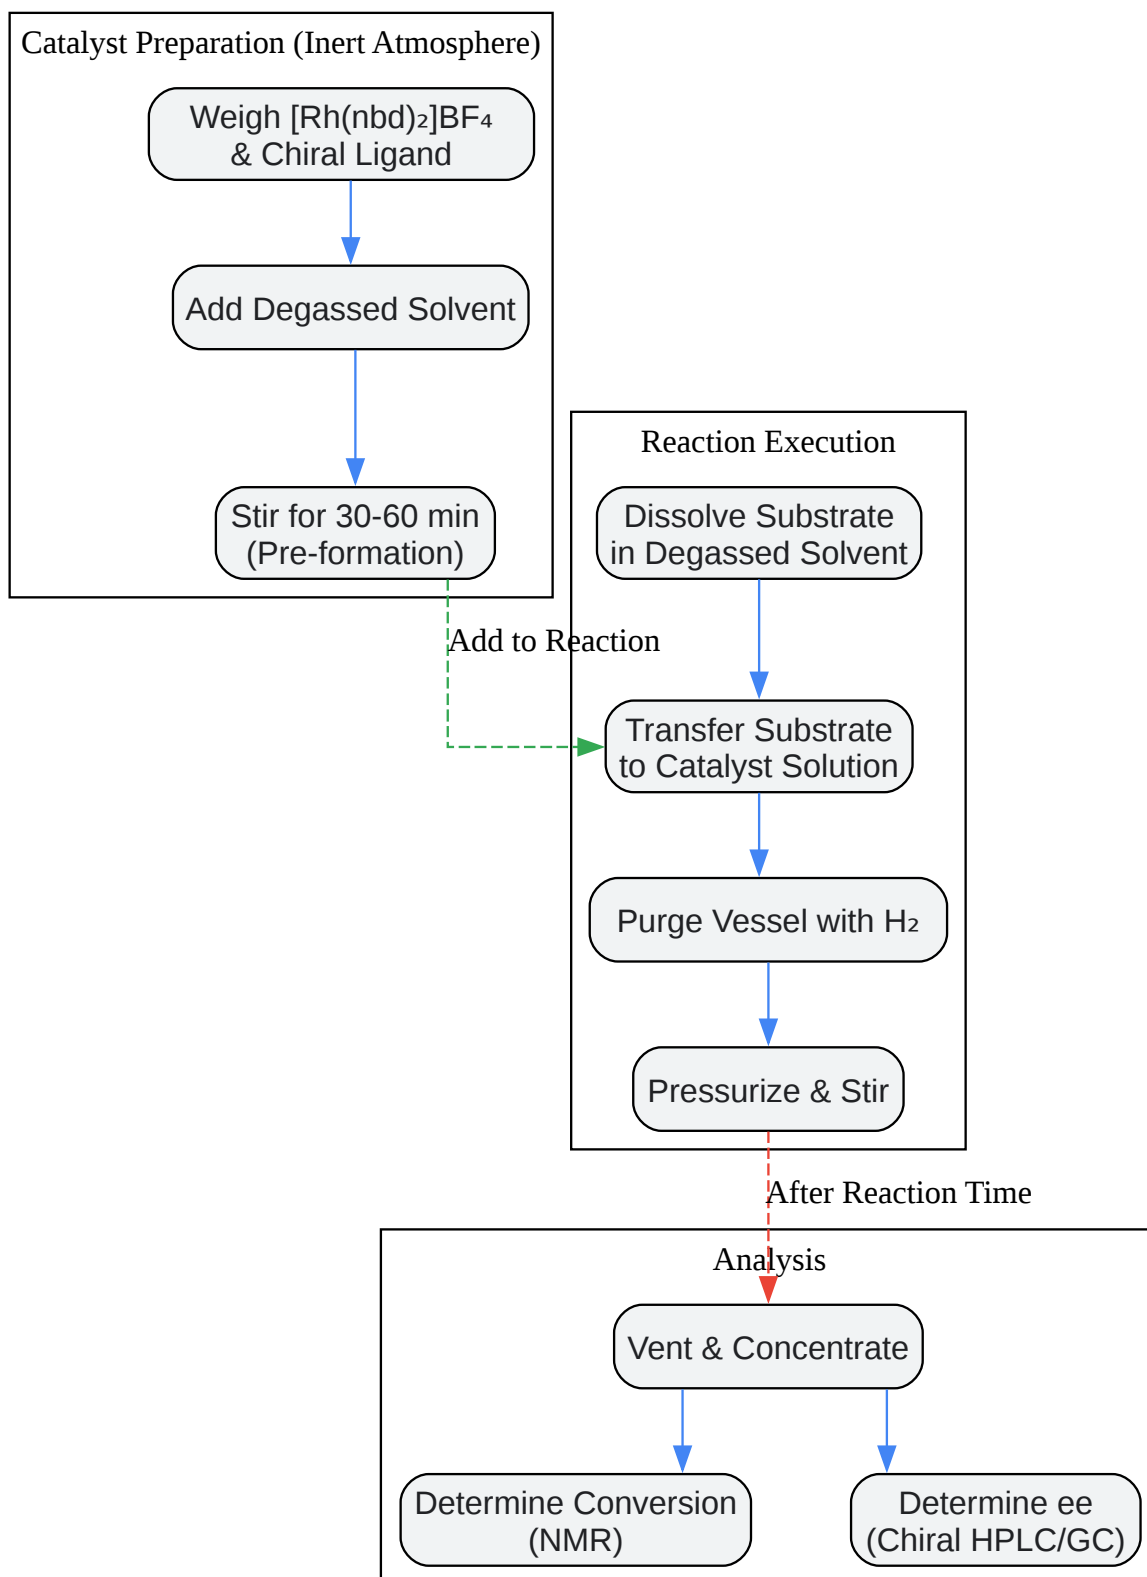 Catalyst Preparation (Inert Atmosphere)
Weigh [Rh(nbd)₂]BF₄
& Chiral Ligand
Add Degassed Solvent
Stir for 30-60 min
(Pre-formation)
Add to Reaction
Reaction Execution
Dissolve Substrate
in Degassed Solvent
Transfer Substrate
to Catalyst Solution
Purge Vessel with H₂
Pressurize & Stir
After Reaction Time
Analysis
Vent & Concentrate
Determine Conversion
(NMR)
Determine ee
(Chiral HPLC/GC)